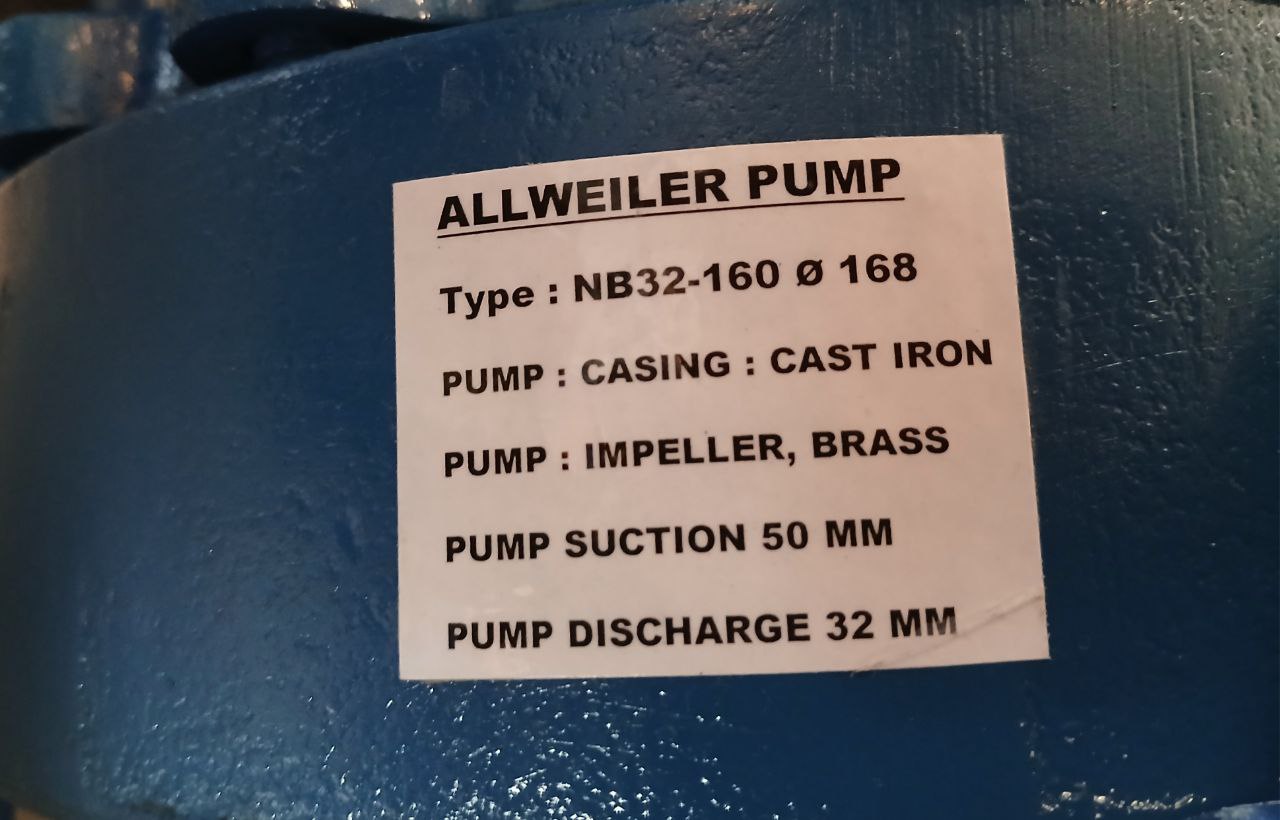 ALLWEILER PUMP
Type : NB32-160 Ø 168
PUMP : CASING : CAST IRON
PUMP : IMPELLER, BRASS
PUMP SUCTION 50 MM
PUMP DISCHARGE 32 MM